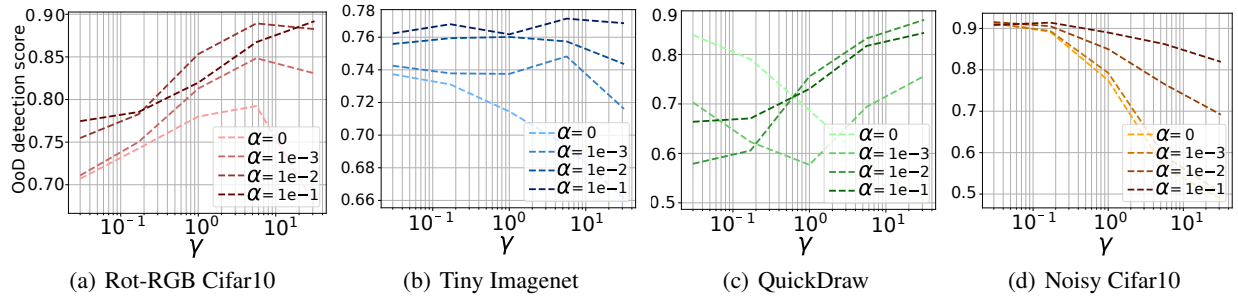 OoD detection score
0.90
0.85
0.80
0.75
0.70
10⁻¹ 10⁰ 10¹
γ
α = 0
α = 1e−3
α = 1e−2
α = 1e−1
(a) Rot-RGB Cifar10
0.78
0.76
0.74
0.72
0.70
0.68
0.66
10⁻¹ 10⁰ 10¹
γ
α = 0
α = 1e−3
α = 1e−2
α = 1e−1
(b) Tiny Imagenet
0.9
0.8
0.7
0.6
0.5
10⁻¹ 10⁰ 10¹
γ
α = 0
α = 1e−3
α = 1e−2
α = 1e−1
(c) QuickDraw
0.9
0.8
0.7
0.6
0.5
10⁻¹ 10⁰ 10¹
γ
α = 0
α = 1e−3
α = 1e−2
α = 1e−1
(d) Noisy Cifar10